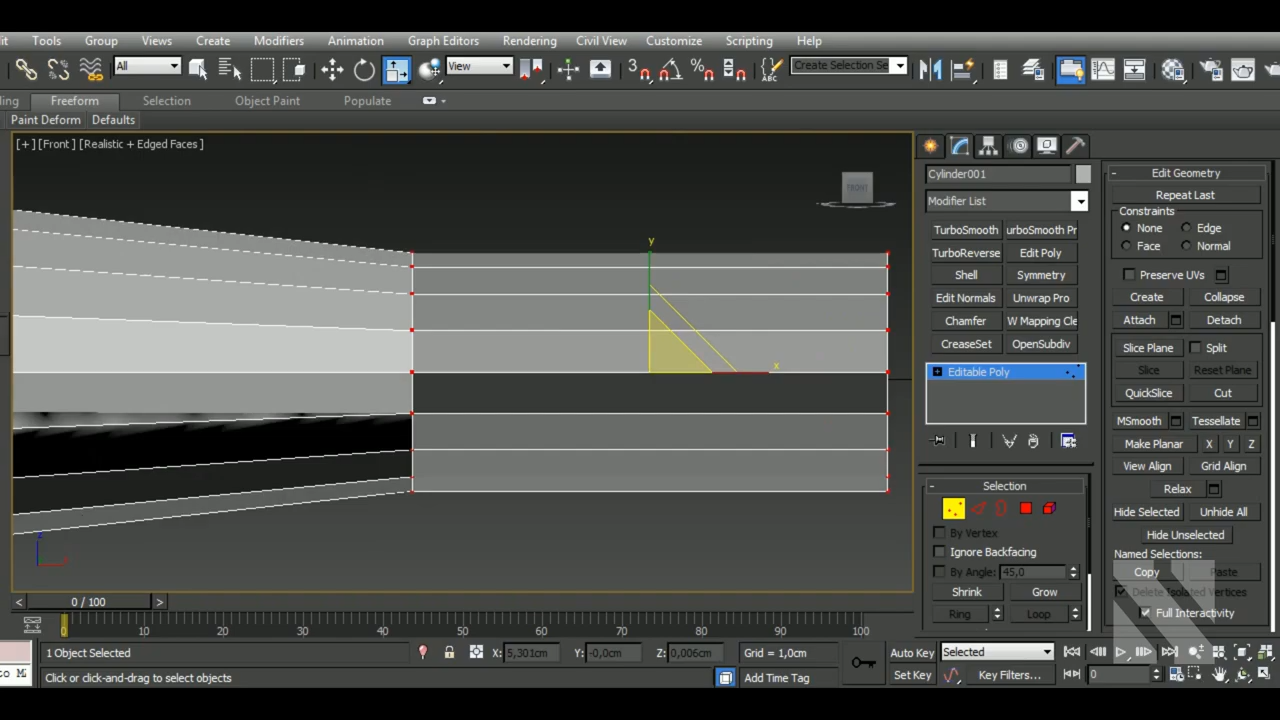 Tools Group Views Create Modifiers Animation Graph Editors Rendering Civil View Customize Scripting Help
All View Create Selection Se
Freeform Selection Object Paint Populate
Paint Deform Defaults
[+] [Front ] [Realistic + Edged Faces ]
FRONT
y
x
z
Cylinder001
Modifier List
TurboSmooth urboSmooth Pr
TurboReverse Edit Poly
Shell Symmetry
Edit Normals Unwrap Pro
Chamfer W Mapping Cle
CreaseSet OpenSubdiv
Editable Poly
- Selection
By Vertex
Ignore Backfacing
By Angle: 45,0
Shrink Grow
Ring Loop
- Edit Geometry
Repeat Last
Constraints
None Edge
Face Normal
Preserve UVs
Create Collapse
Attach Detach
Slice Plane Split
Slice Reset Plane
QuickSlice Cut
MSmooth Tessellate
Make Planar X Y Z
View Align Grid Align
Relax
Hide Selected Unhide All
Hide Unselected
Named Selections:
Copy Paste
Delete Isolated Vertices
Full Interactivity
< 0 / 100 >
0 10 20 30 40 50 60 70 80 90 100
1 Object Selected X: 5,301cm Y: -0,0cm Z: 0,006cm Grid = 1,0cm Auto Key Selected
Click or click-and-drag to select objects Add Time Tag Set Key Key Filters... 0